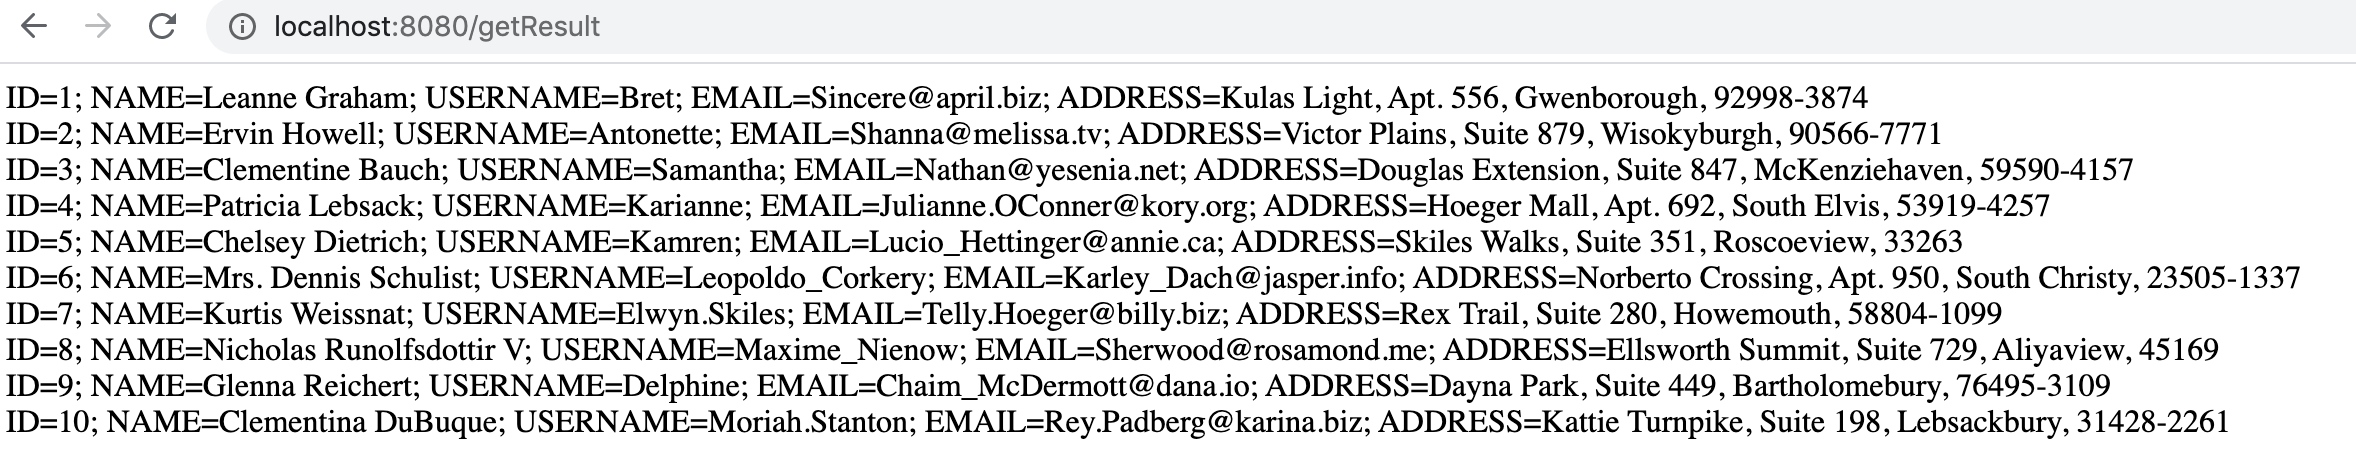 localhost:8080/getResult
ID=1; NAME=Leanne Graham; USERNAME=Bret; EMAIL=Sincere@april.biz; ADDRESS=Kulas Light, Apt. 556, Gwenborough, 92998-3874
ID=2; NAME=Ervin Howell; USERNAME=Antonette; EMAIL=Shanna@melissa.tv; ADDRESS=Victor Plains, Suite 879, Wisokyburgh, 90566-7771
ID=3; NAME=Clementine Bauch; USERNAME=Samantha; EMAIL=Nathan@yesenia.net; ADDRESS=Douglas Extension, Suite 847, McKenziehaven, 59590-4157
ID=4; NAME=Patricia Lebsack; USERNAME=Karianne; EMAIL=Julianne.OConner@kory.org; ADDRESS=Hoeger Mall, Apt. 692, South Elvis, 53919-4257
ID=5; NAME=Chelsey Dietrich; USERNAME=Kamren; EMAIL=Lucio_Hettinger@annie.ca; ADDRESS=Skiles Walks, Suite 351, Roscoeview, 33263
ID=6; NAME=Mrs. Dennis Schulist; USERNAME=Leopoldo_Corkery; EMAIL=Karley_Dach@jasper.info; ADDRESS=Norberto Crossing, Apt. 950, South Christy, 23505-1337
ID=7; NAME=Kurtis Weissnat; USERNAME=Elwyn.Skiles; EMAIL=Telly.Hoeger@billy.biz; ADDRESS=Rex Trail, Suite 280, Howemouth, 58804-1099
ID=8; NAME=Nicholas Runolfsdottir V; USERNAME=Maxime_Nienow; EMAIL=Sherwood@rosamond.me; ADDRESS=Ellsworth Summit, Suite 729, Aliyaview, 45169
ID=9; NAME=Glenna Reichert; USERNAME=Delphine; EMAIL=Chaim_McDermott@dana.io; ADDRESS=Dayna Park, Suite 449, Bartholomebury, 76495-3109
ID=10; NAME=Clementina DuBuque; USERNAME=Moriah.Stanton; EMAIL=Rey.Padberg@karina.biz; ADDRESS=Kattie Turnpike, Suite 198, Lebsackbury, 31428-2261